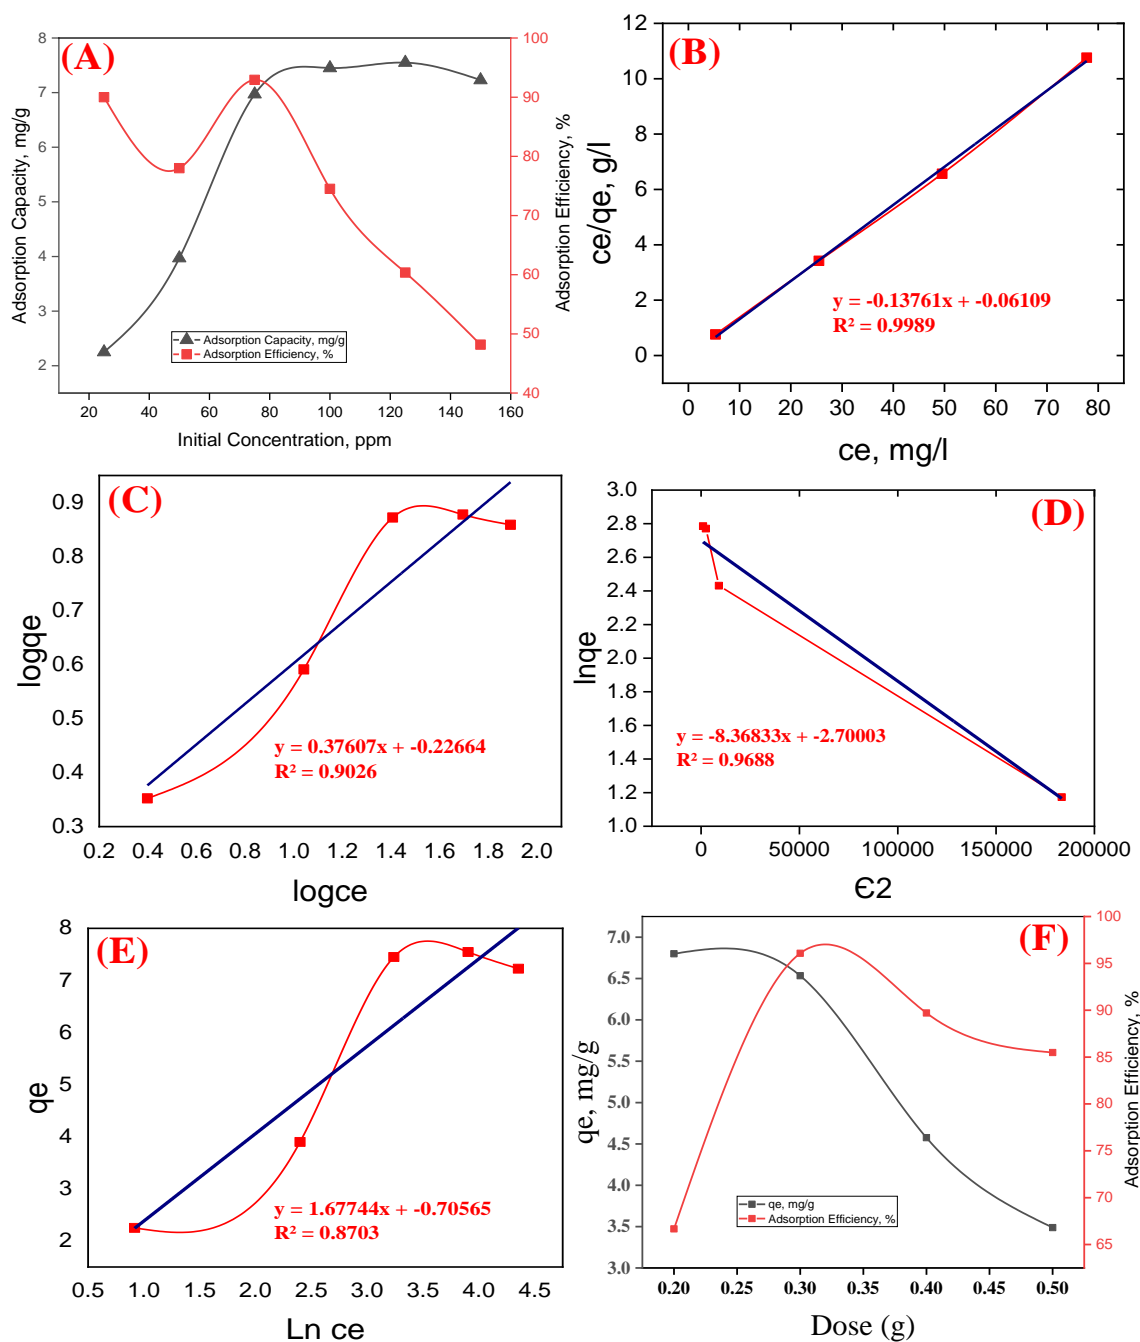 (A)
Adsorption Capacity, mg/g
8
7
6
5
4
3
2
100
90
80
70
60
50
40
Adsorption Efficiency, %
Adsorption Capacity, mg/g
Adsorption Efficiency, %
20 40 60 80 100 120 140 160
Initial Concentration, ppm
(B)
ce/qe, g/l
12
10
8
6
4
2
0
y = -0.13761x + -0.06109
R² = 0.9989
0 10 20 30 40 50 60 70 80
ce, mg/l
(C)
logqe
0.9
0.8
0.7
0.6
0.5
0.4
0.3
y = 0.37607x + -0.22664
R² = 0.9026
0.2 0.4 0.6 0.8 1.0 1.2 1.4 1.6 1.8 2.0
logce
(D)
lnqe
3.0
2.8
2.6
2.4
2.2
2.0
1.8
1.6
1.4
1.2
1.0
y = -8.36833x + -2.70003
R² = 0.9688
0 50000 100000 150000 200000
Є2
(E)
qe
8
7
6
5
4
3
2
y = 1.67744x + -0.70565
R² = 0.8703
0.5 1.0 1.5 2.0 2.5 3.0 3.5 4.0 4.5
Ln ce
(F)
qe, mg/g
7.0
6.5
6.0
5.5
5.0
4.5
4.0
3.5
3.0
100
95
90
85
80
75
70
65
Adsorption Efficiency, %
qe, mg/g
Adsorption Efficiency, %
0.20 0.25 0.30 0.35 0.40 0.45 0.50
Dose (g)